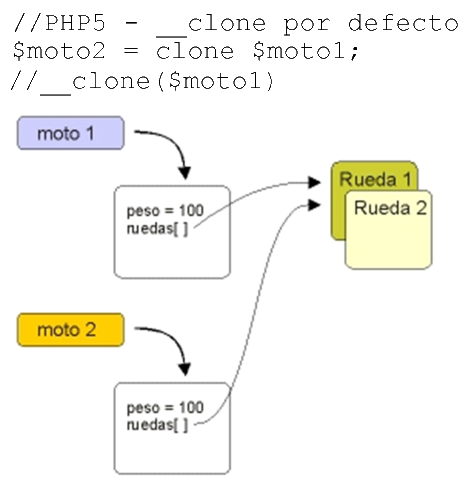 //PHP5 - __clone por defecto
$moto2 = clone $moto1;
//__clone($moto1)
moto 1
peso = 100
ruedas[ ]
Rueda 1
Rueda 2
moto 2
peso = 100
ruedas[ ]